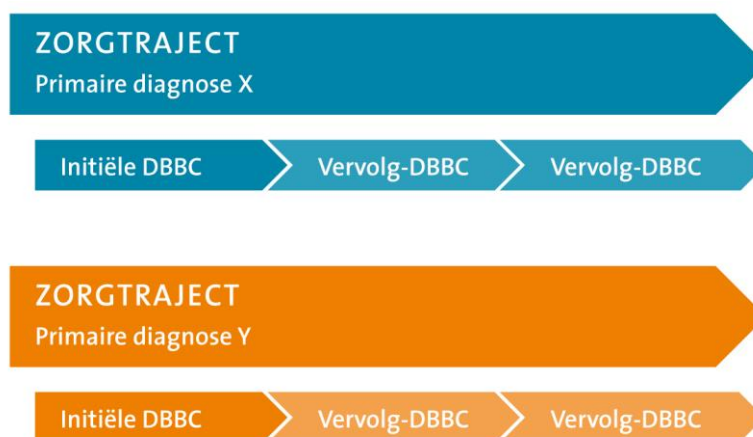 ZORGTRAJECT
Primaire diagnose X
Initiële DBBC
Vervolg-DBBC
Vervolg-DBBC
ZORGTRAJECT
Primaire diagnose Y
Initiële DBBC
Vervolg-DBBC
Vervolg-DBBC